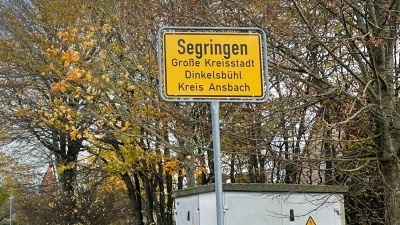 Segringen
Große Kreisstadt
Dinkelsbühl
Kreis Ansbach